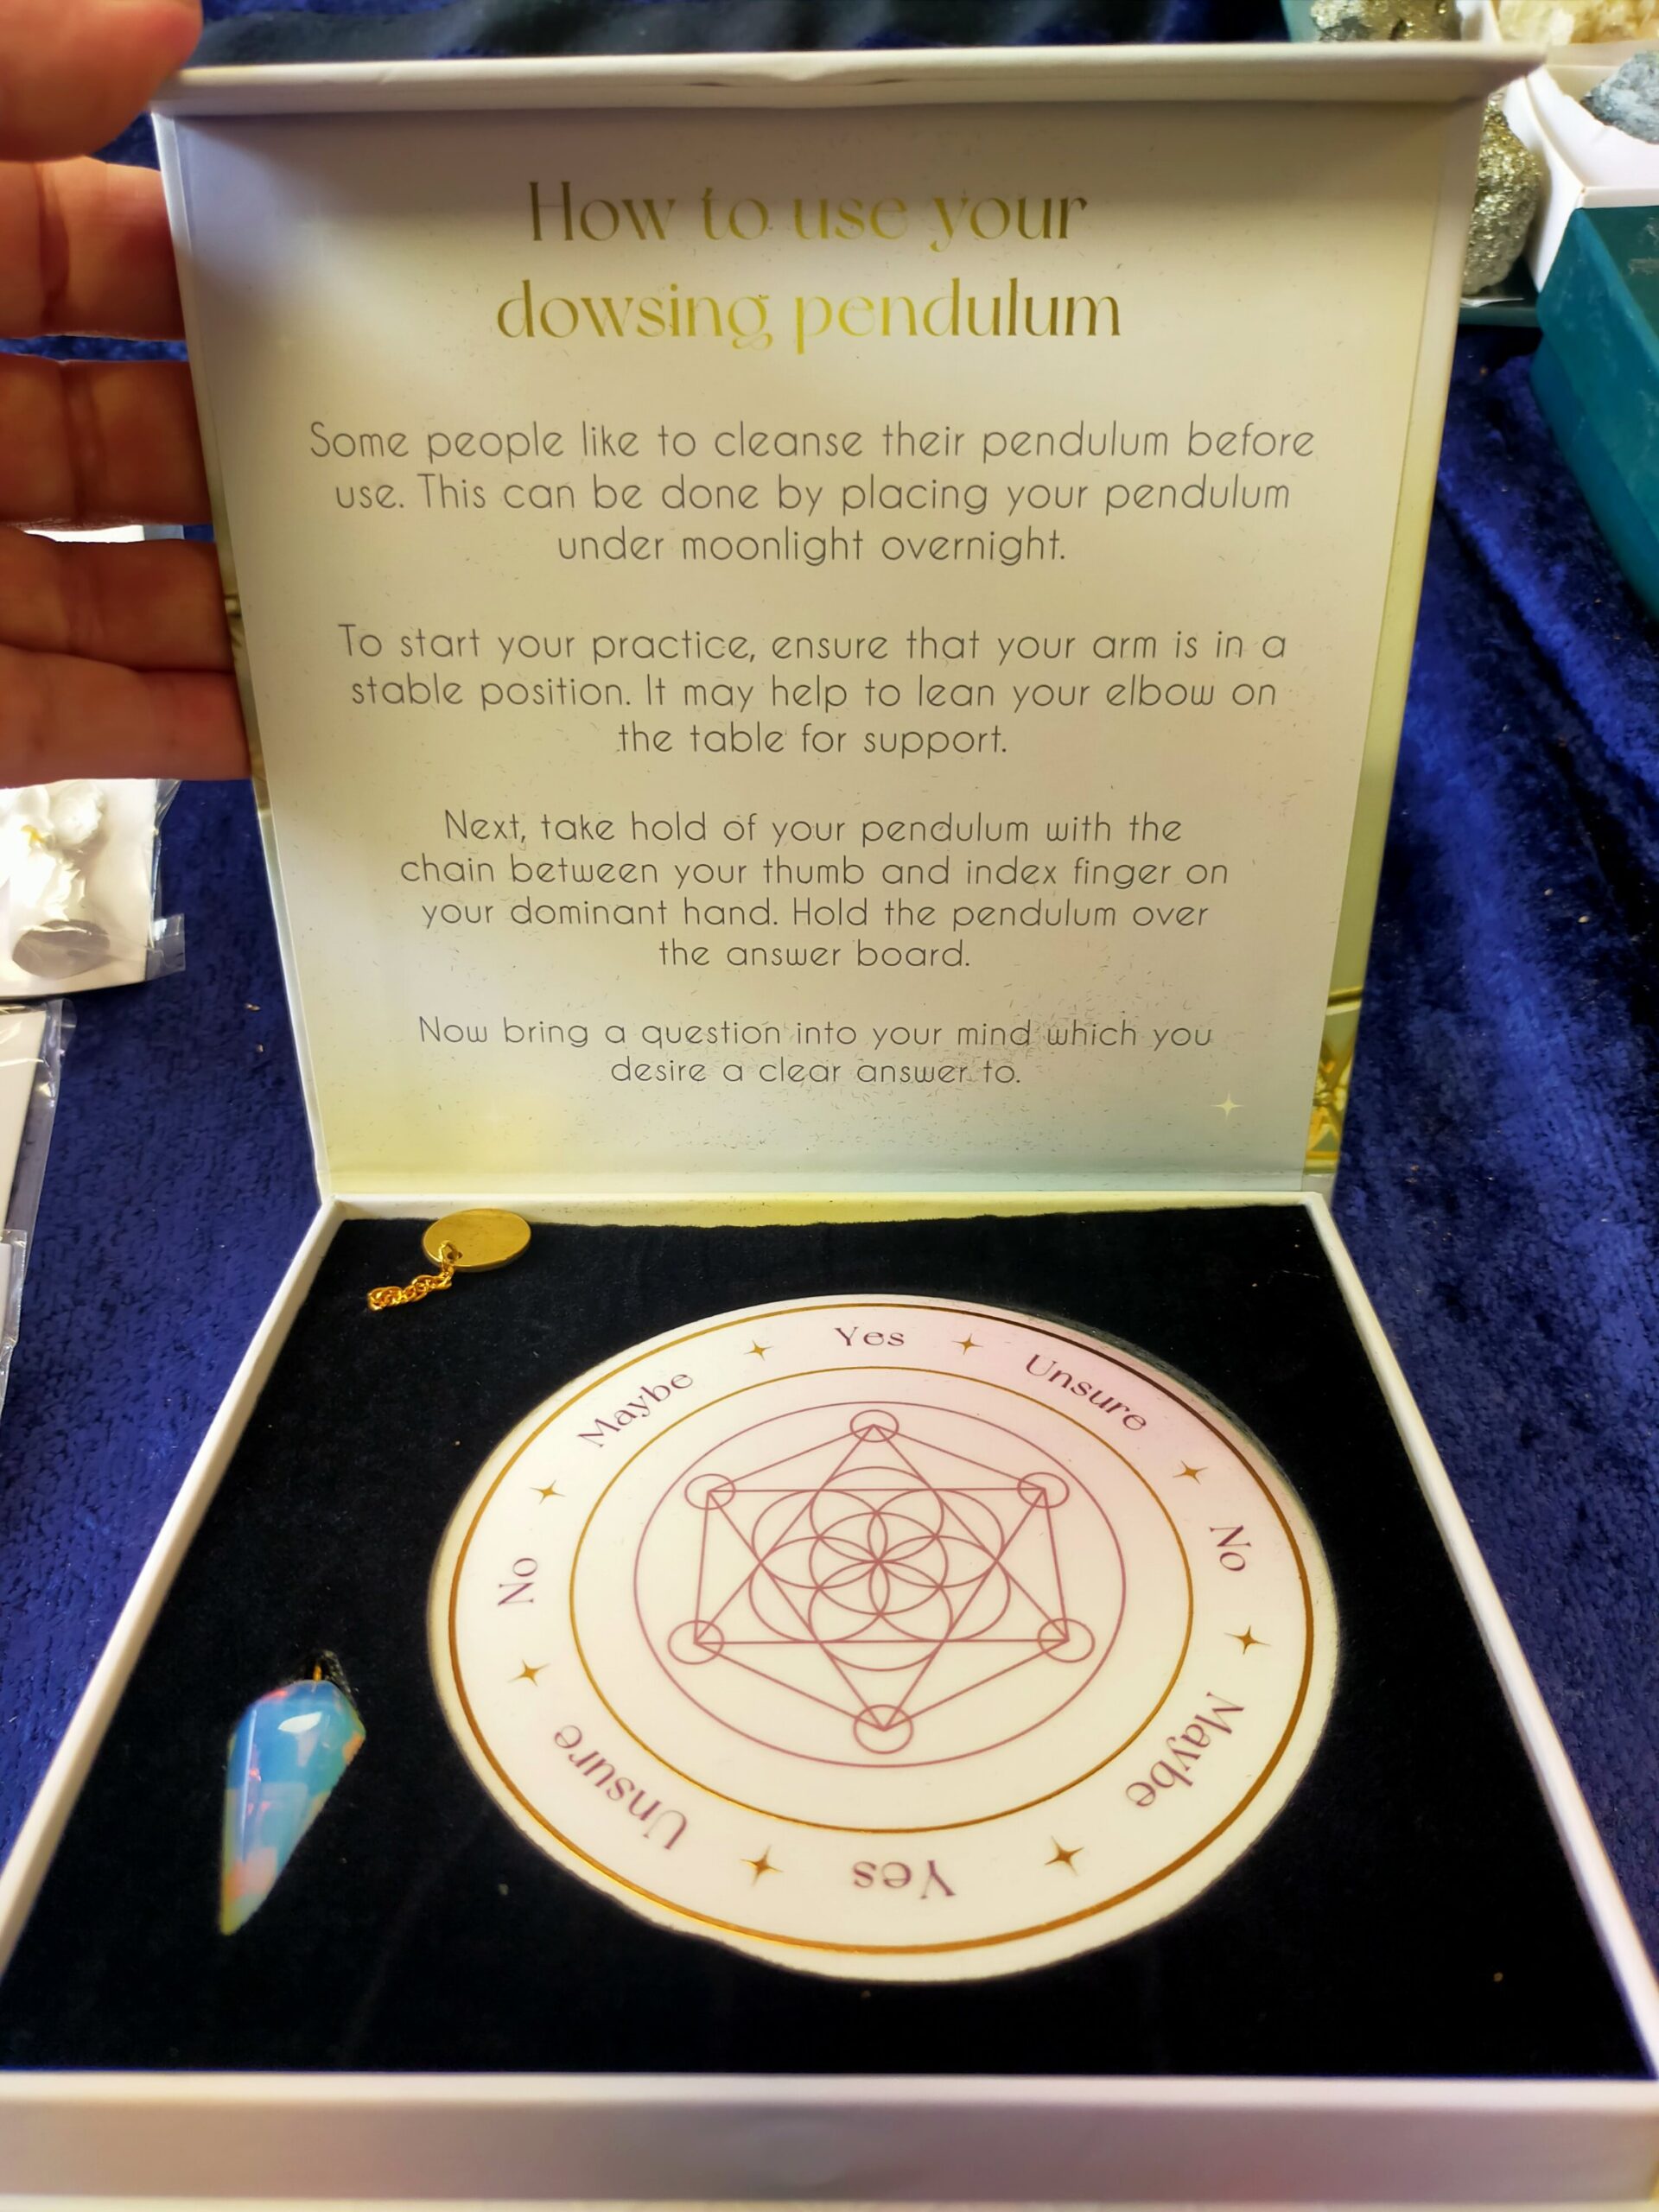 How to use your
dowsing pendulum
Some people like to cleanse their pendulum before
use. This can be done by placing your pendulum
under moonlight overnight.
To start your practice, ensure that your arm is in a
stable position. It may help to lean your elbow on
the table for support.
Next, take hold of your pendulum with the
chain between your thumb and index finger on
your dominant hand. Hold the pendulum over
the answer board.
Now bring a question into your mind which you
desire a clear answer to.
Yes
Unsure
No
Maybe
Yes
Unsure
No
Maybe